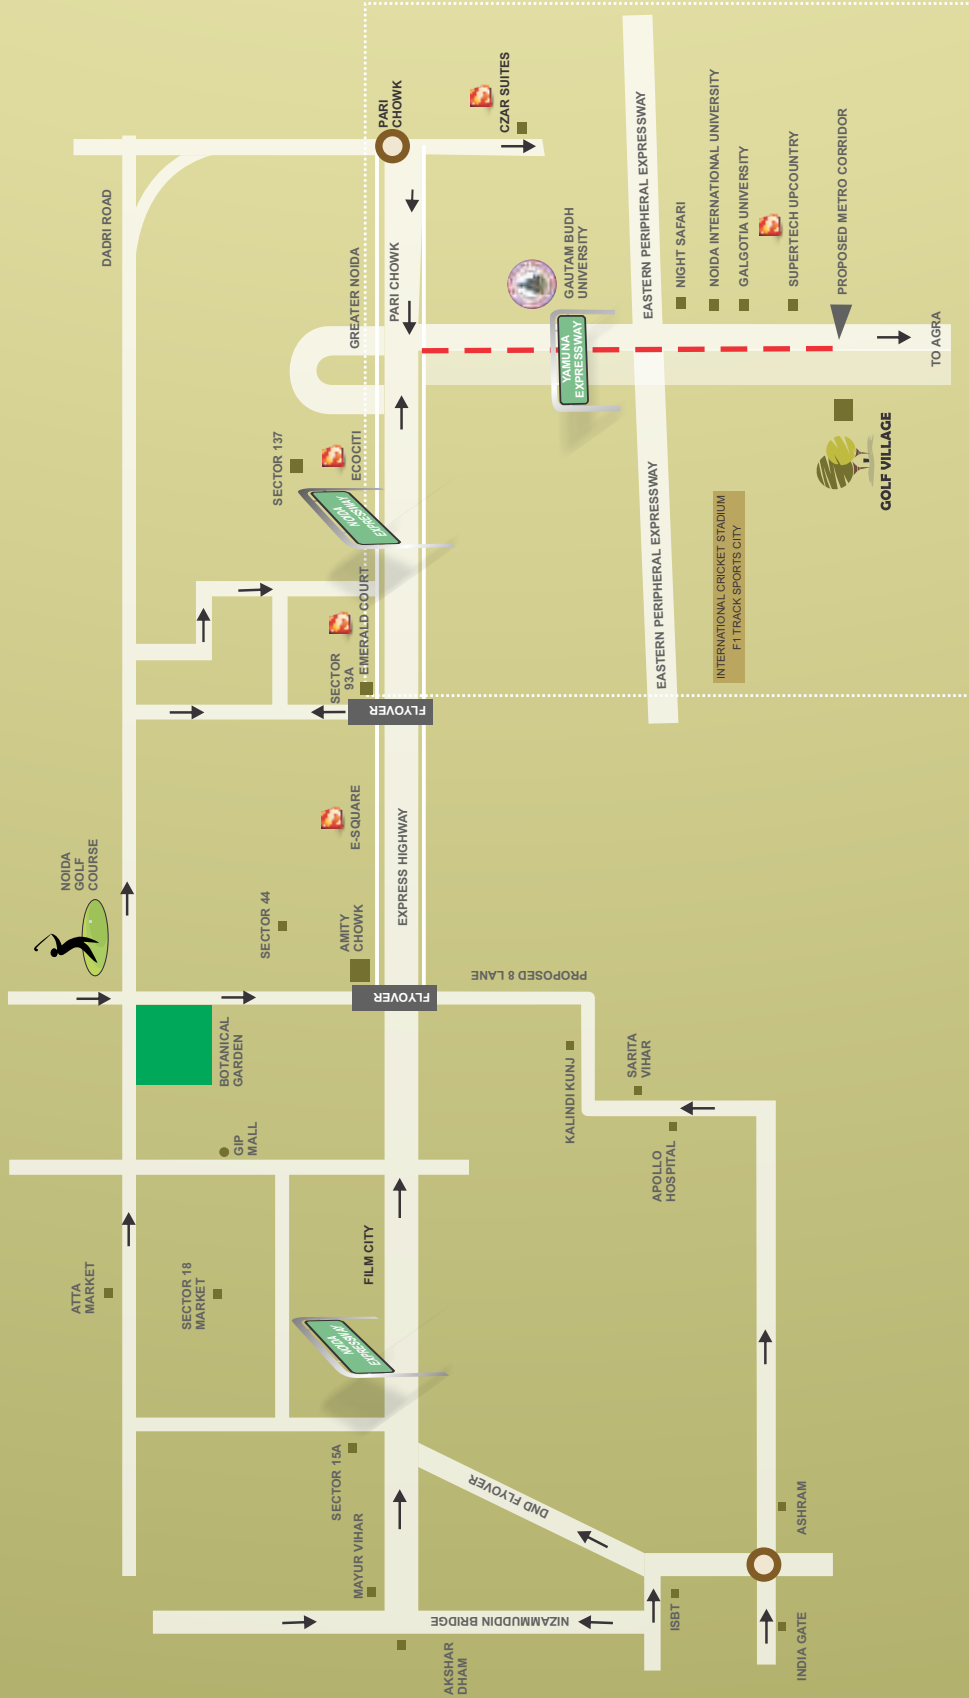 DADRI ROAD
NOIDA
GOLF
COURSE
ATTA
MARKET
SECTOR 18
MARKET
GIP
MALL
BOTANICAL
GARDEN
SECTOR 44
SECTOR 137
GREATER NOIDA
PARI CHOWK
PARI
CHOWK
CZAR SUITES
ECOCITI
NOIDA
EXPRESSWAY
EMERALD COURT
SECTOR
93A
FLYOVER
E-SQUARE
EXPRESS HIGHWAY
AMITY
CHOWK
FLYOVER
PROPOSED 8 LANE
FILM CITY
NOIDA
EXPRESSWAY
SECTOR 15A
MAYUR VIHAR
AKSHAR
DHAM
NIZAMMUDDIN BRIDGE
DND FLYOVER
KALINDI KUNJ
SARITA
VIHAR
APOLLO
HOSPITAL
ISBT
ASHRAM
INDIA GATE
GAUTAM BUDH
UNIVERSITY
YAMUNA
EXPRESSWAY
EASTERN PERIPHERAL EXPRESSWAY
EASTERN PERIPHERAL EXPRESSWAY
NIGHT SAFARI
NOIDA INTERNATIONAL UNIVERSITY
GALGOTIA UNIVERSITY
SUPERTECH UPCOUNTRY
PROPOSED METRO CORRIDOR
TO AGRA
GOLF VILLAGE
INTERNATIONAL CRICKET STADIUM
F1 TRACK SPORTS CITY